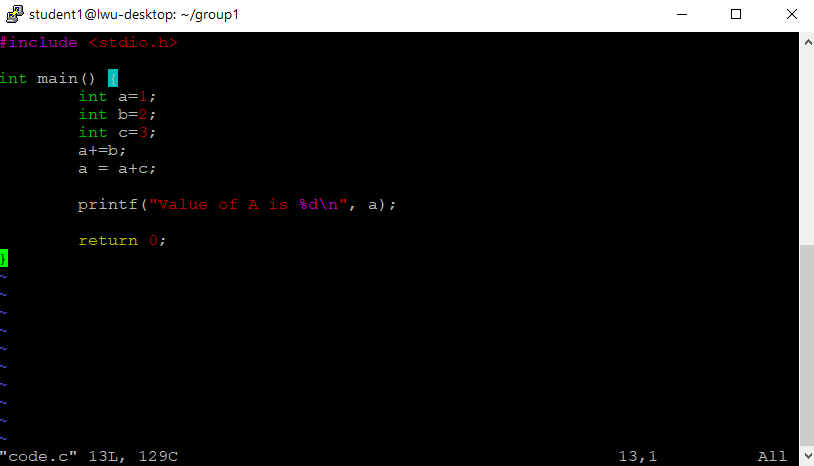 student1@lwu-desktop: ~/group1
#include <stdio.h>
int main() {
        int a=1;
        int b=2;
        int c=3;
        a+=b;
        a = a+c;
        printf("Value of A is %d\n", a);
        return 0;
}
~
~
~
~
~
~
~
~
~
~
"code.c" 13L, 129C 13,1 All